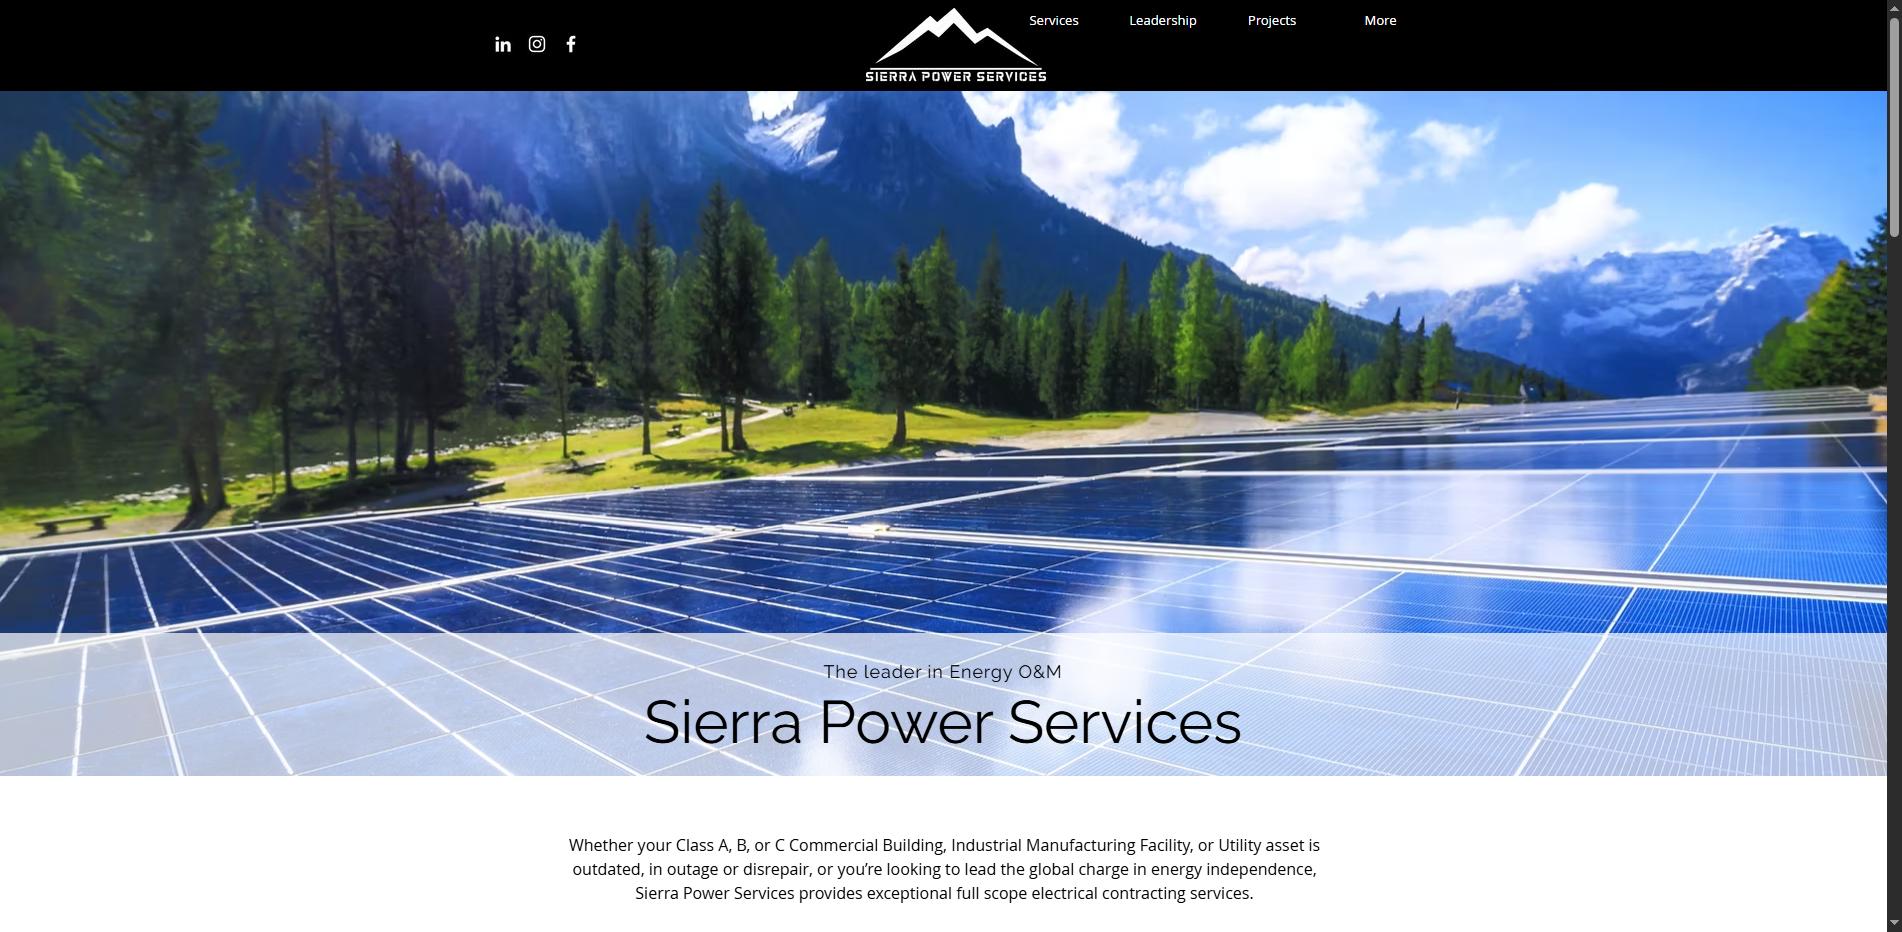 Services
Leadership
Projects
More
SIERRA POWER SERVICES
The leader in Energy O&M
Sierra Power Services
Whether your Class A, B, or C Commercial Building, Industrial Manufacturing Facility, or Utility asset is
outdated, in outage or disrepair, or you’re looking to lead the global charge in energy independence,
Sierra Power Services provides exceptional full scope electrical contracting services.